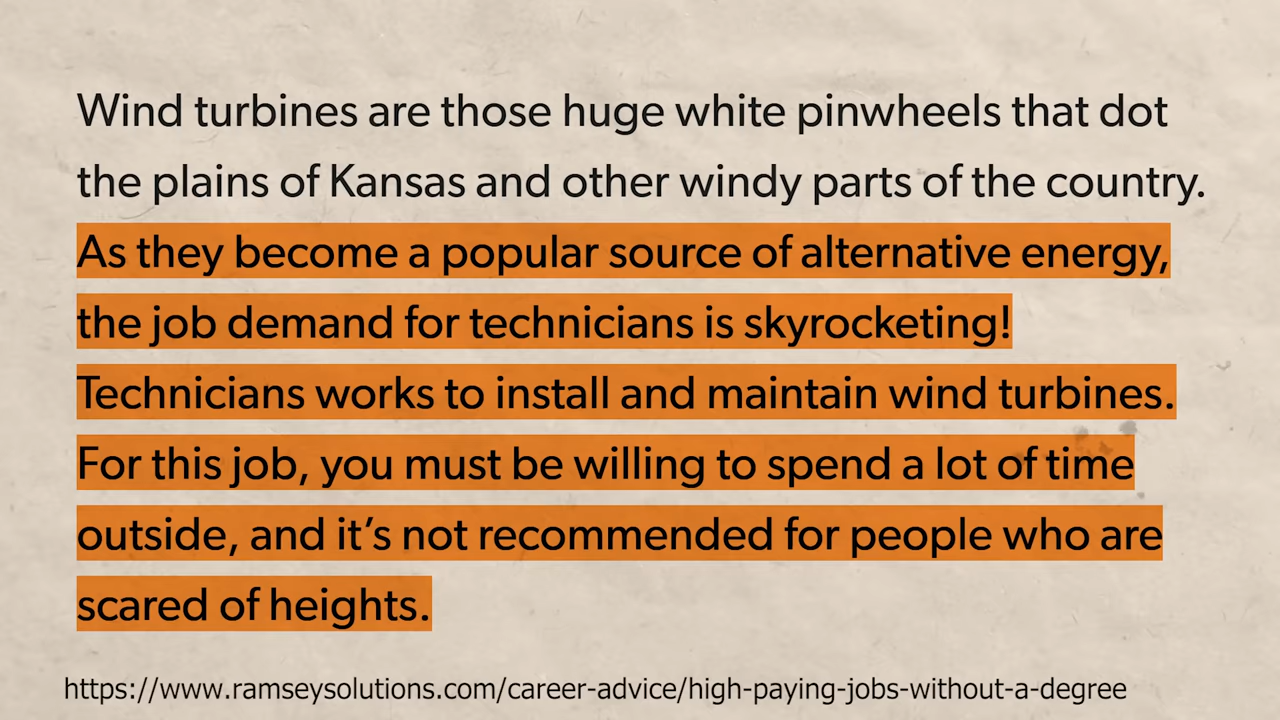 Wind turbines are those huge white pinwheels that dot
the plains of Kansas and other windy parts of the country.
As they become a popular source of alternative energy,
the job demand for technicians is skyrocketing!
Technicians works to install and maintain wind turbines.
For this job, you must be willing to spend a lot of time
outside, and it’s not recommended for people who are
scared of heights.
https://www.ramseysolutions.com/career-advice/high-paying-jobs-without-a-degree